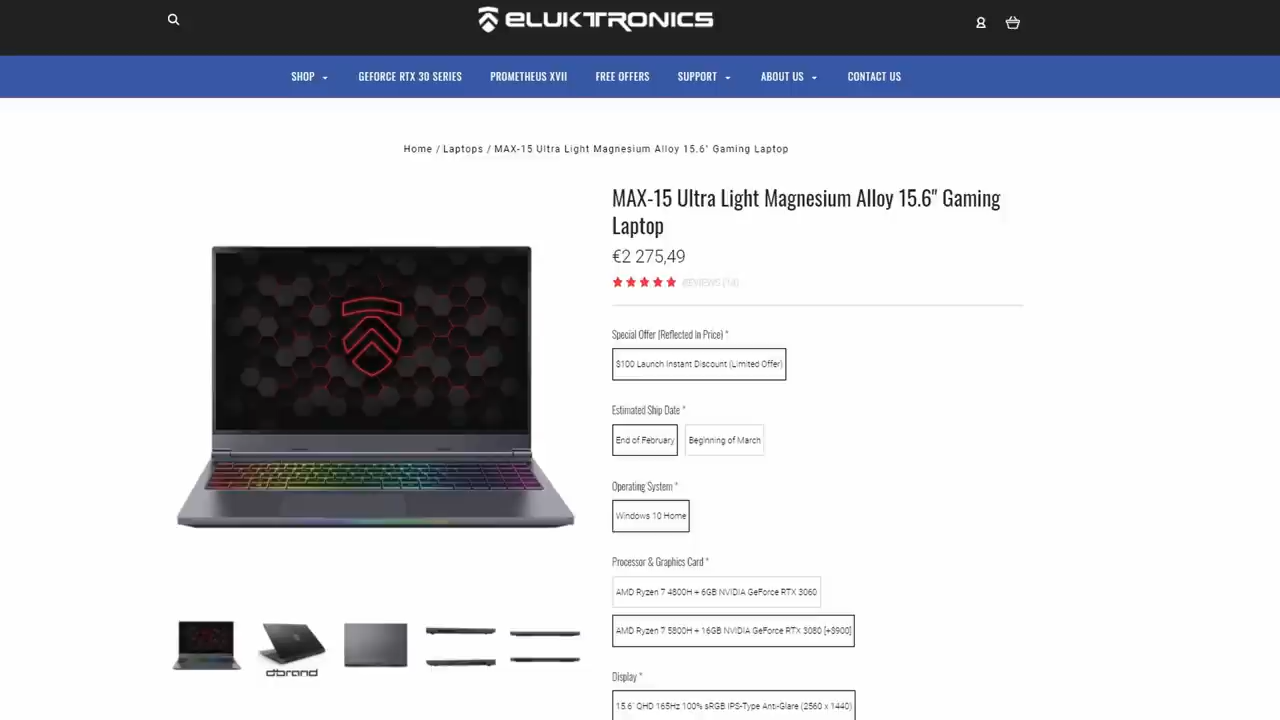 ELUKTRONICS
SHOP GEFORCE RTX 30 SERIES PROMETHEUS XVII FREE OFFERS SUPPORT ABOUT US CONTACT US
Home / Laptops / MAX-15 Ultra Light Magnesium Alloy 15.6" Gaming Laptop
MAX-15 Ultra Light Magnesium Alloy 15.6" Gaming
Laptop
€2 275,49
REVIEWS
Special Offer (Reflected In Price) *
$100 Launch Instant Discount (Limited Offer)
Estimated Ship Date *
End of February Beginning of March
Operating System *
Windows 10 Home
Processor & Graphics Card *
AMD Ryzen 7 4800H + 6GB NVIDIA GeForce RTX 3060
AMD Ryzen 7 5800H + 16GB NVIDIA GeForce RTX 3080 [+$900]
Display *
15.6" QHD 165Hz 100% sRGB IPS-Type Anti-Glare (2560 x 1440)
dbrand